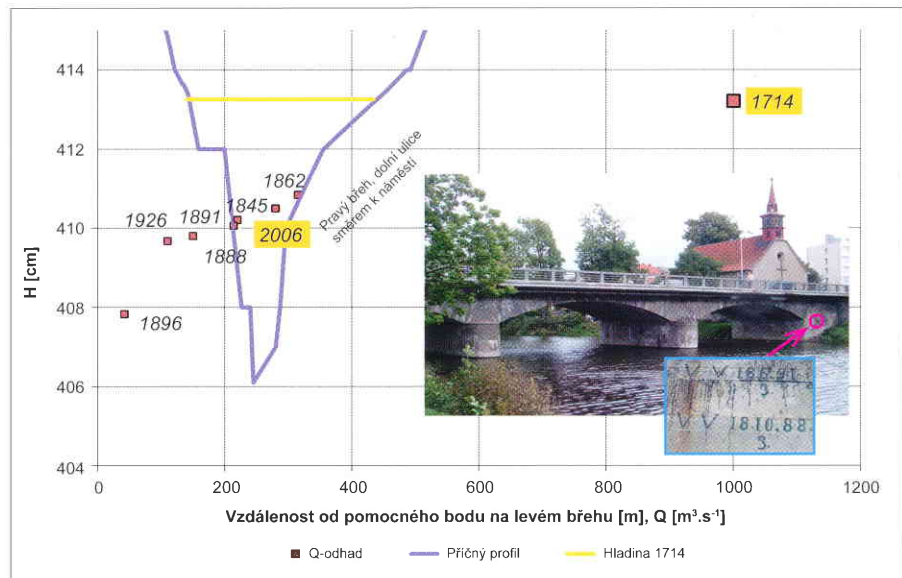 414
412
410
408
406
404
H [cm]
0
200
400
600
800
1000
1200
Vzdálenost od pomocného bodu na levém břehu [m], Q [m³.s⁻¹]
Q-odhad
Příčný profil
Hladina 1714
1714
1862
1845
1891
1926
1888
2006
1896
Pravý břeh, dolní ulice
směrem k náměstí
V V
3.
V V 18.10.88.
3.